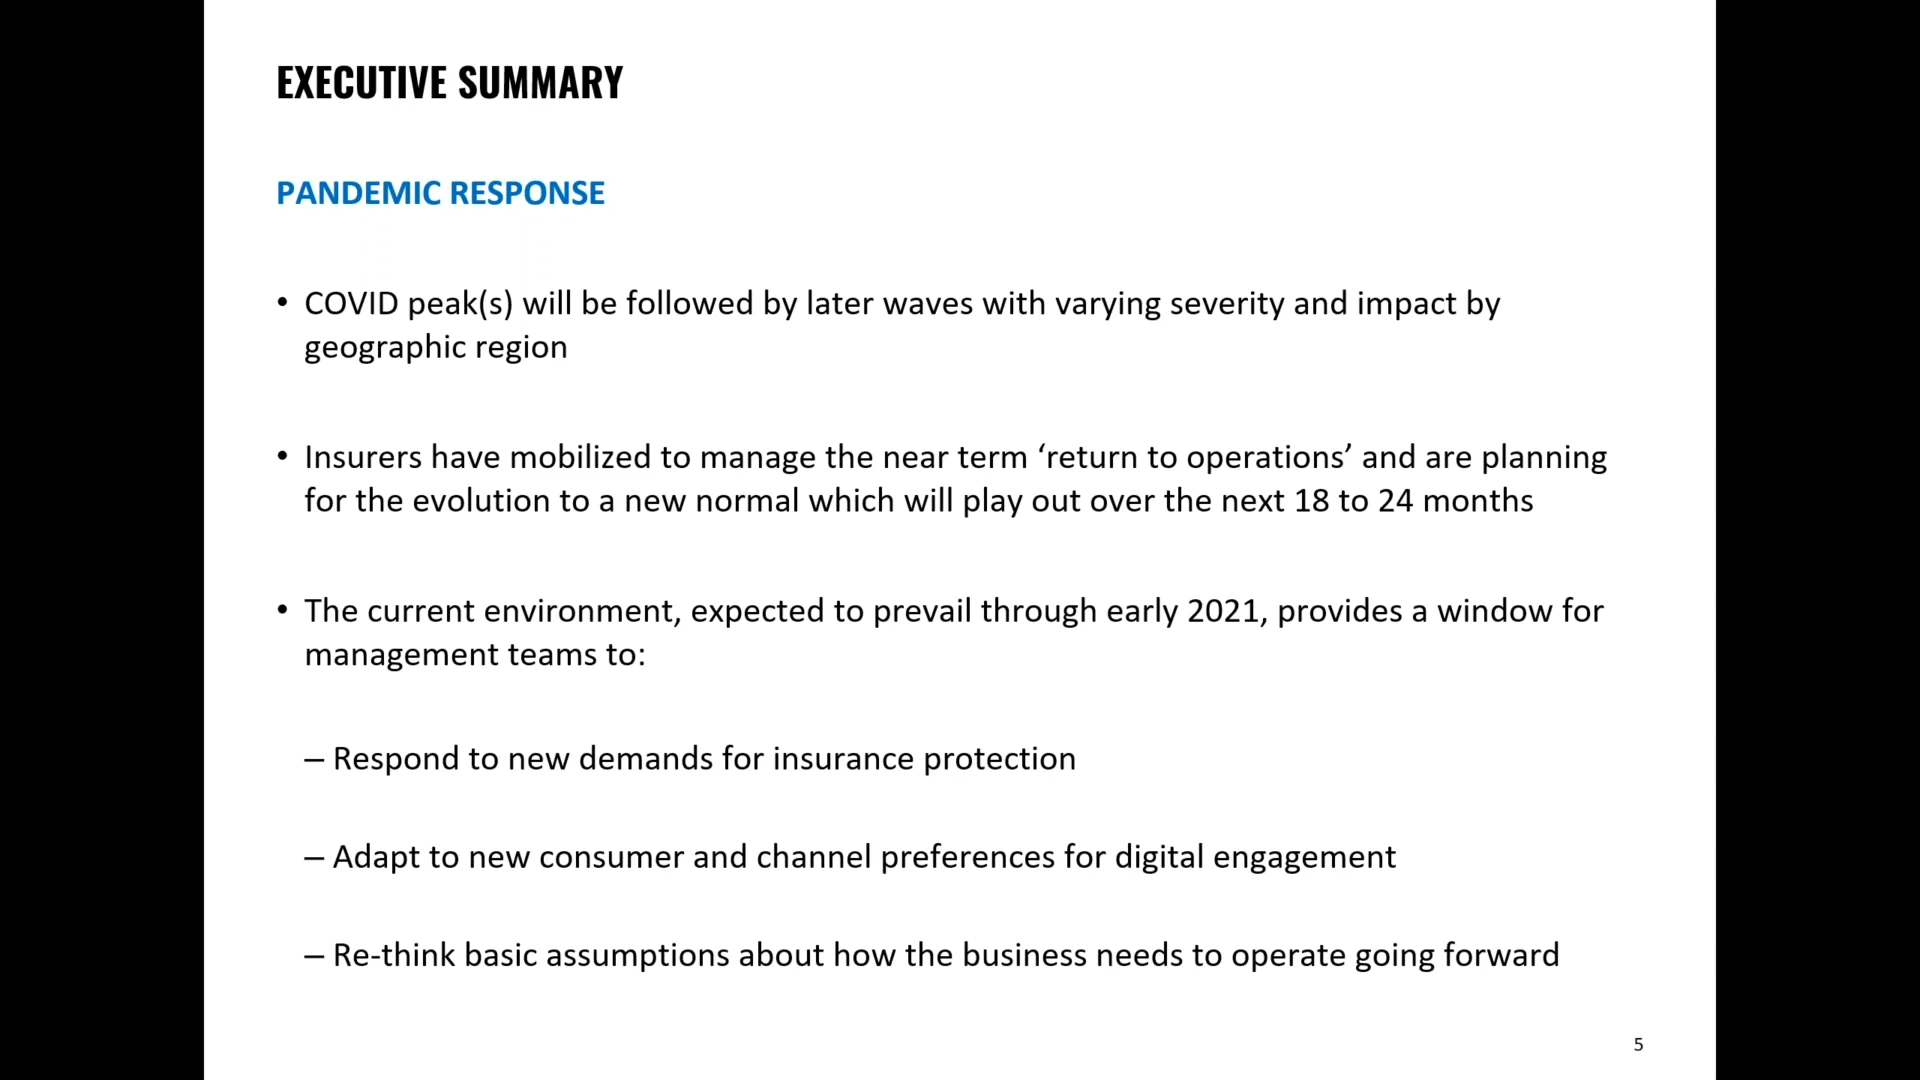 EXECUTIVE SUMMARY
PANDEMIC RESPONSE
• COVID peak(s) will be followed by later waves with varying severity and impact by
geographic region
• Insurers have mobilized to manage the near term ‘return to operations’ and are planning
for the evolution to a new normal which will play out over the next 18 to 24 months
• The current environment, expected to prevail through early 2021, provides a window for
management teams to:
– Respond to new demands for insurance protection
– Adapt to new consumer and channel preferences for digital engagement
– Re-think basic assumptions about how the business needs to operate going forward
5